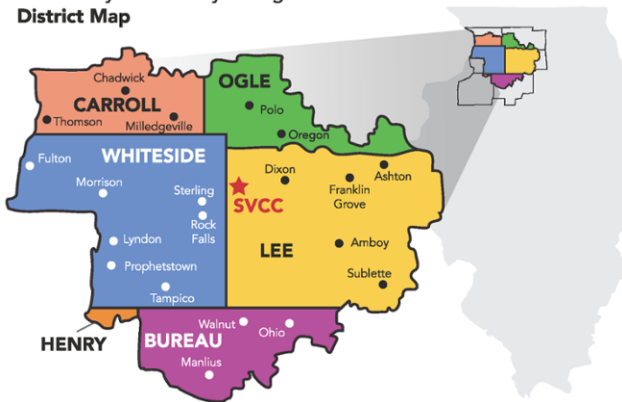 District Map
Chadwick
CARROLL
Thomson
Milledgeville
OGLE
Polo
Oregon
Fulton
WHITESIDE
Morrison
Sterling
Rock
Falls
Lyndon
Prophetstown
Tampico
SVCC
Dixon
Franklin
Grove
Ashton
LEE
Amboy
Sublette
HENRY
BUREAU
Walnut
Ohio
Manlius